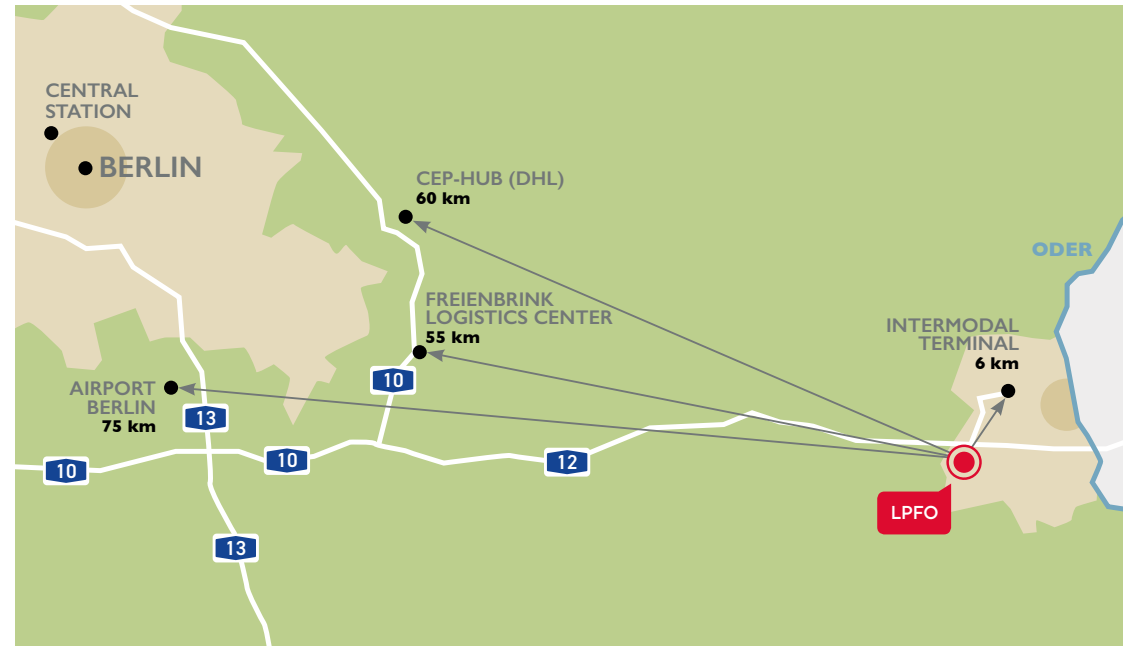 CENTRAL
STATION
BERLIN
CEP-HUB (DHL)
60 km
ODER
FREIENBRINK
LOGISTICS CENTER
55 km
INTERMODAL
TERMINAL
6 km
10
AIRPORT
BERLIN
75 km
13
10
10
12
LPFO
13